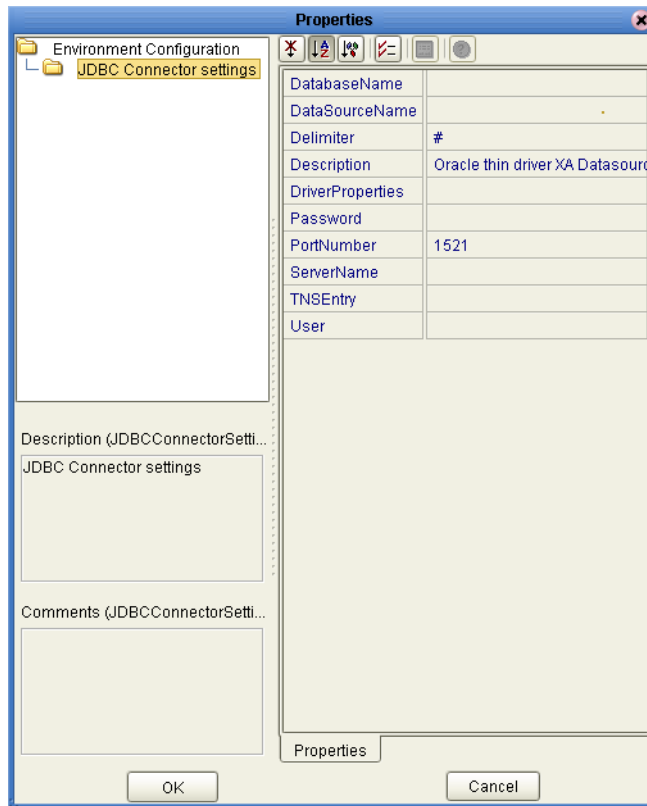 Properties
Environment Configuration
JDBC Connector settings
DatabaseName
DataSourceName
Delimiter #
Description Oracle thin driver XA Datasourc
DriverProperties
Password
PortNumber 1521
ServerName
TNSEntry
User
Description (JDBCConnectorSetti...
JDBC Connector settings
Comments (JDBCConnectorSetti...
Properties
OK Cancel